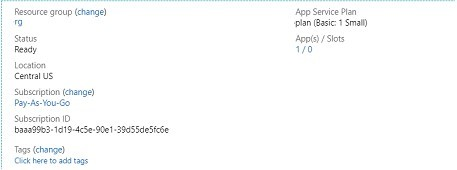 Resource group (change)
rg
Status
Ready
Location
Central US
Subscription (change)
Pay-As-You-Go
Subscription ID
baaa99b3-1d19-4c5e-90e1-39d55de5fc6e
Tags (change)
Click here to add tags
App Service Plan
plan (Basic: 1 Small)
App(s) / Slots
1 / 0